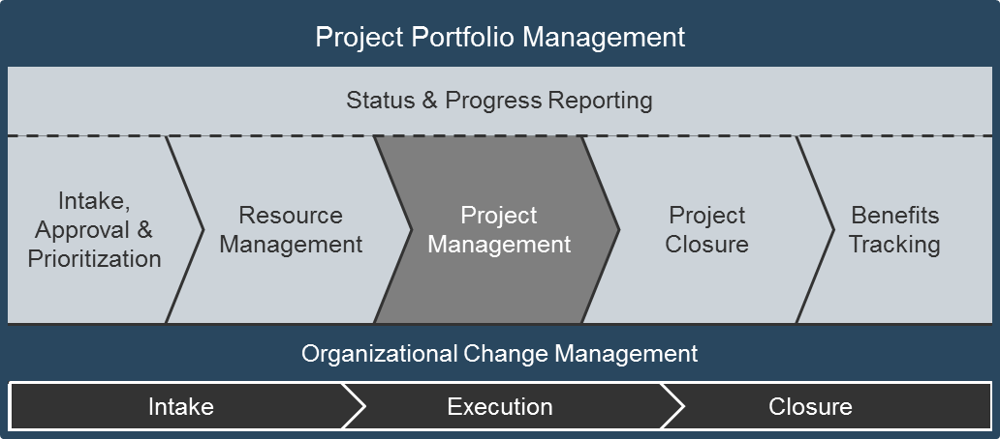 Project Portfolio Management
Status & Progress Reporting
Intake,
Approval &
Prioritization
Resource
Management
Project
Management
Project
Closure
Benefits
Tracking
Organizational Change Management
Intake
Execution
Closure